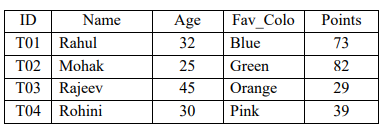 ID Name Age Fav_Colo Points
T01 Rahul 32 Blue 73
T02 Mohak 25 Green 82
T03 Rajeev 45 Orange 29
T04 Rohini 30 Pink 39